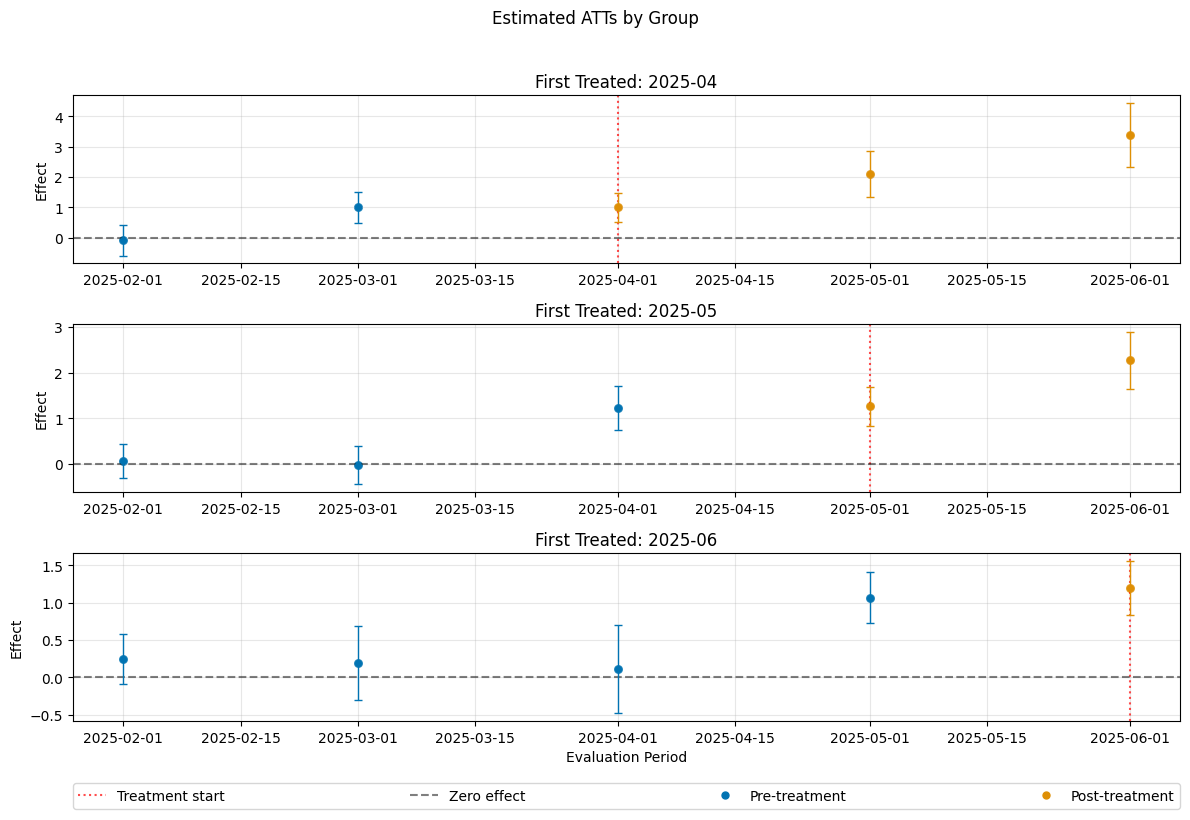 Estimated ATTs by Group
First Treated: 2025-04
Effect
4
3
2
1
0
2025-02-01 2025-02-15 2025-03-01 2025-03-15 2025-04-01 2025-04-15 2025-05-01 2025-05-15 2025-06-01
First Treated: 2025-05
Effect
3
2
1
0
2025-02-01 2025-02-15 2025-03-01 2025-03-15 2025-04-01 2025-04-15 2025-05-01 2025-05-15 2025-06-01
First Treated: 2025-06
Effect
1.5
1.0
0.5
0.0
−0.5
2025-02-01 2025-02-15 2025-03-01 2025-03-15 2025-04-01 2025-04-15 2025-05-01 2025-05-15 2025-06-01
Evaluation Period
Treatment start Zero effect Pre-treatment Post-treatment